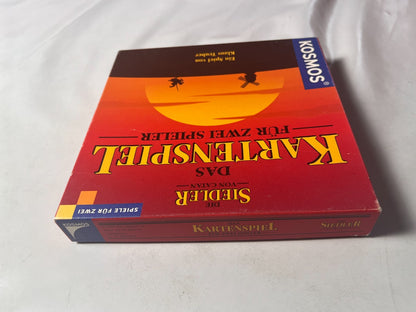 DIE
SIEDLER
VON CATAN
DAS
KARTENSPIEL
FÜR ZWEI SPIELER
Ein Spiel von
Klaus Teuber
KOSMOS
SPIELE FÜR ZWEI
KOSMOS
KARTENSPIEL
SIEDLER